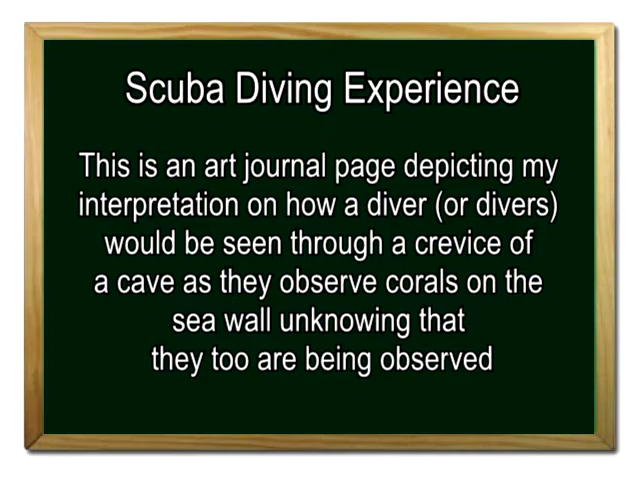 Scuba Diving Experience
This is an art journal page depicting my
interpretation on how a diver (or divers)
would be seen through a crevice of
a cave as they observe corals on the
sea wall unknowing that
they too are being observed